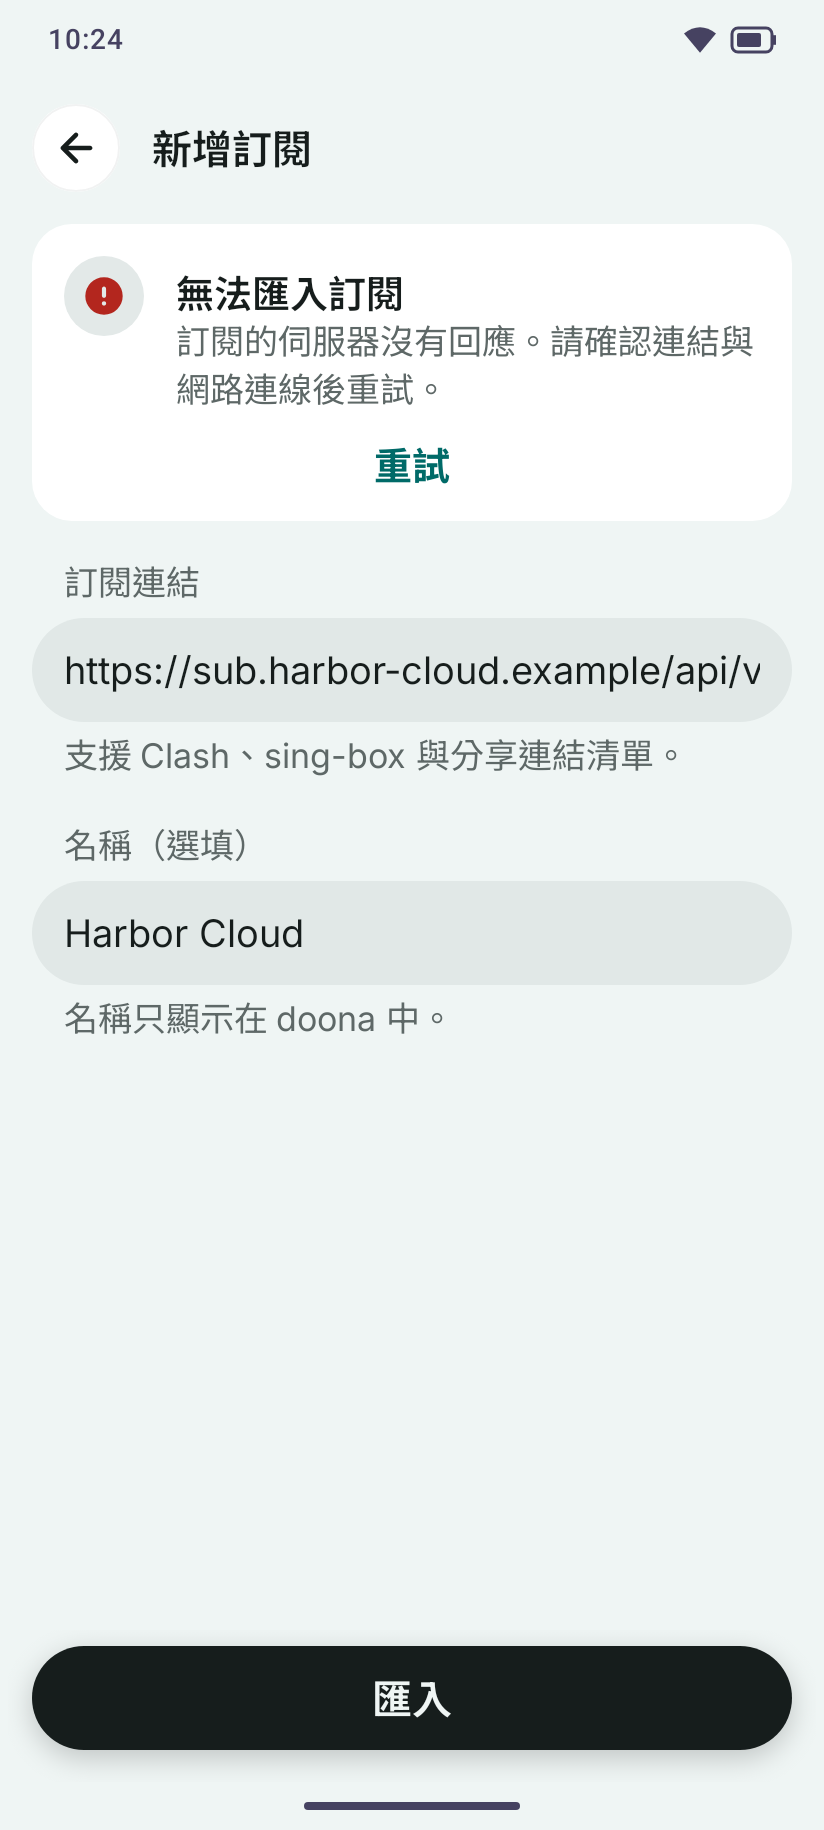 10:24
新增訂閱
無法匯入訂閱
訂閱的伺服器沒有回應。請確認連結與
網路連線後重試。
重試
訂閱連結
https://sub.harbor-cloud.example/api/v
支援 Clash、sing-box 與分享連結清單。
名稱（選填）
Harbor Cloud
名稱只顯示在 doona 中。
匯入